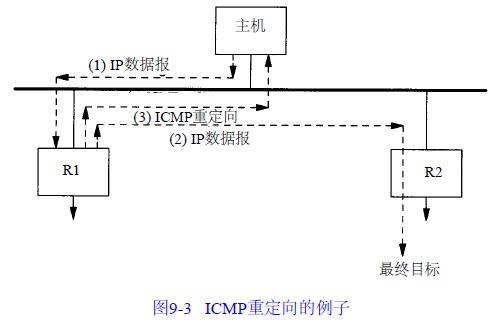 主机
(1) IP数据报
(3) ICMP重定向
(2) IP数据报
R1
R2
最终目标
图9-3 ICMP重定向的例子